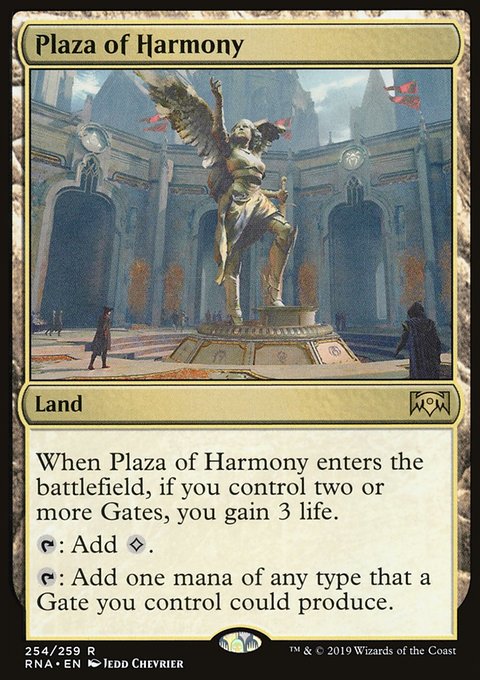 Plaza of Harmony
Land
When Plaza of Harmony enters the
battlefield, if you control two or
more Gates, you gain 3 life.
: Add .
: Add one mana of any type that a
Gate you control could produce.
254/259 R
RNA • EN Jedd Chevrier
™ & © 2019 Wizards of the Coast